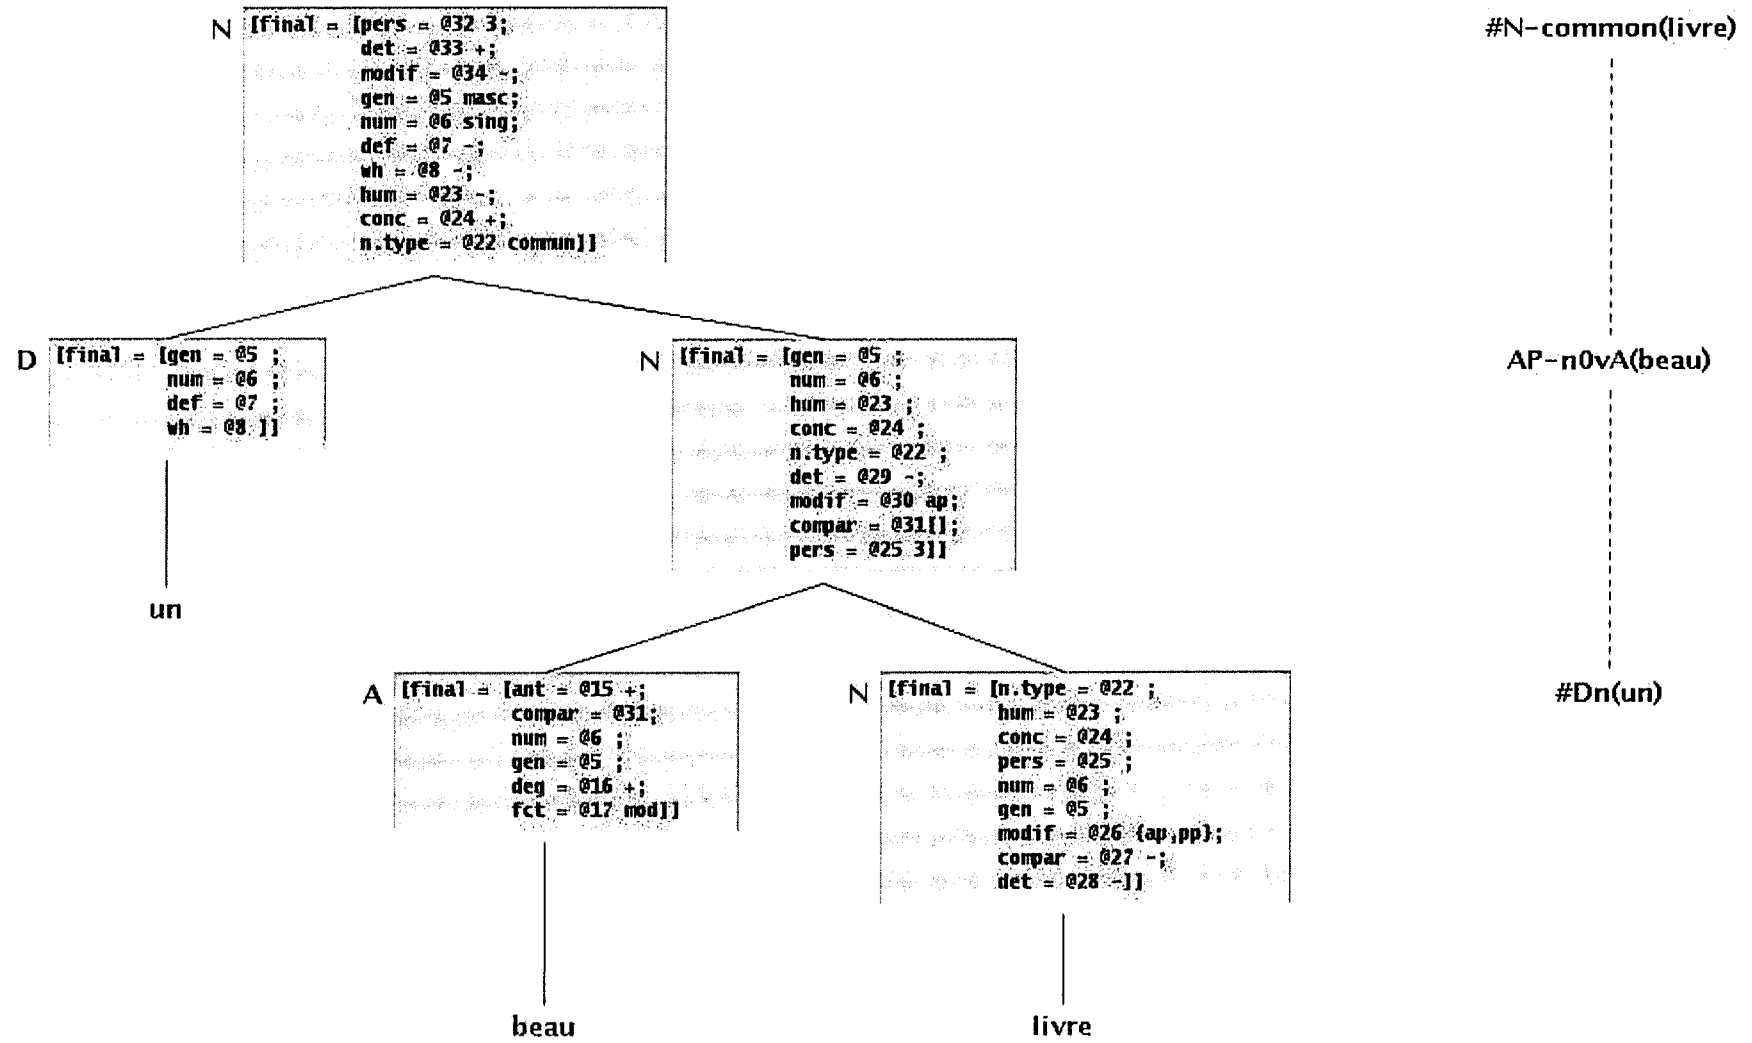 N [final = [pers = @32 3;
det = @33 +;
modif = @34 -;
gen = @5 masc;
num = @6 sing;
def = @7 -;
wh = @8 -;
hum = @23 -;
conc = @24 +;
n.type = @22 commun]]
#N-common(livre)
D [final = [gen = @5 ;
num = @6 ;
def = @7 ;
wh = @8 ]]
un
N [final = [gen = @5 ;
num = @6 ;
hum = @23 ;
conc = @24 ;
n.type = @22 ;
det = @29 -;
modif = @30 ap;
compar = @31[];
pers = @25 3]]
AP-n0vA(beau)
A [final = [ant = @15 +;
compar = @31;
num = @6 ;
gen = @5 ;
deg = @16 +;
fct = @17 mod]]
beau
N [final = [n.type = @22 ;
hum = @23 ;
conc = @24 ;
pers = @25 ;
num = @6 ;
gen = @5 ;
modif = @26 {ap,pp};
compar = @27 -;
det = @28 -]]
livre
#Dn(un)